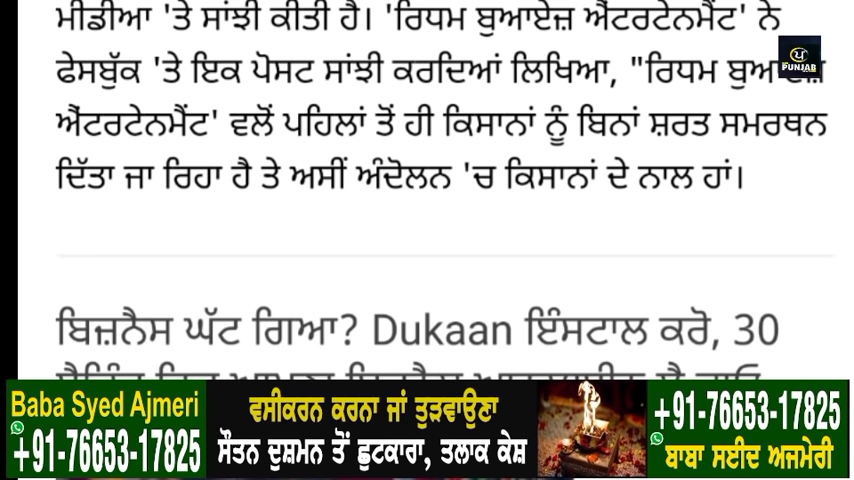 ਮੀਡੀਆ 'ਤੇ ਸਾਂਝੀ ਕੀਤੀ ਹੈ। 'ਰਿਧਮ ਬੁਆਏਜ਼ ਐਂਟਰਟੇਨਮੈਂਟ' ਨੇ
ਫੇਸਬੁੱਕ 'ਤੇ ਇਕ ਪੋਸਟ ਸਾਂਝੀ ਕਰਦਿਆਂ ਲਿਖਿਆ, "ਰਿਧਮ
PUNJAB
ਐਂਟਰਟੇਨਮੈਂਟ' ਵਲੋਂ ਪਹਿਲਾਂ ਤੋਂ ਹੀ ਕਿਸਾਨਾਂ ਨੂੰ ਬਿਨਾਂ ਸ਼ਰਤ ਸਮਰਥਨ
ਦਿੱਤਾ ਜਾ ਰਿਹਾ ਹੈ ਤੇ ਅਸੀਂ ਅੰਦੋਲਨ 'ਚ ਕਿਸਾਨਾਂ ਦੇ ਨਾਲ ਹਾਂ।
ਬਿਜ਼ਨੈਸ ਘੱਟ ਗਿਆ? Dukaan ਇੰਸਟਾਲ ਕਰੋ, 30
Baba Syed Ajmeri
+91-76653-17825
ਵਸੀਕਰਨ ਕਰਨਾ ਜਾਂ ਤੁੜਵਾਉਣਾ
ਸੌਤਨ ਦੁਸ਼ਮਨ ਤੋਂ ਛੁਟਕਾਰਾ, ਤਲਾਕ ਕੇਸ਼
+91-76653-17825
ਬਾਬਾ ਸਈਦ ਅਜਮੇਰੀ